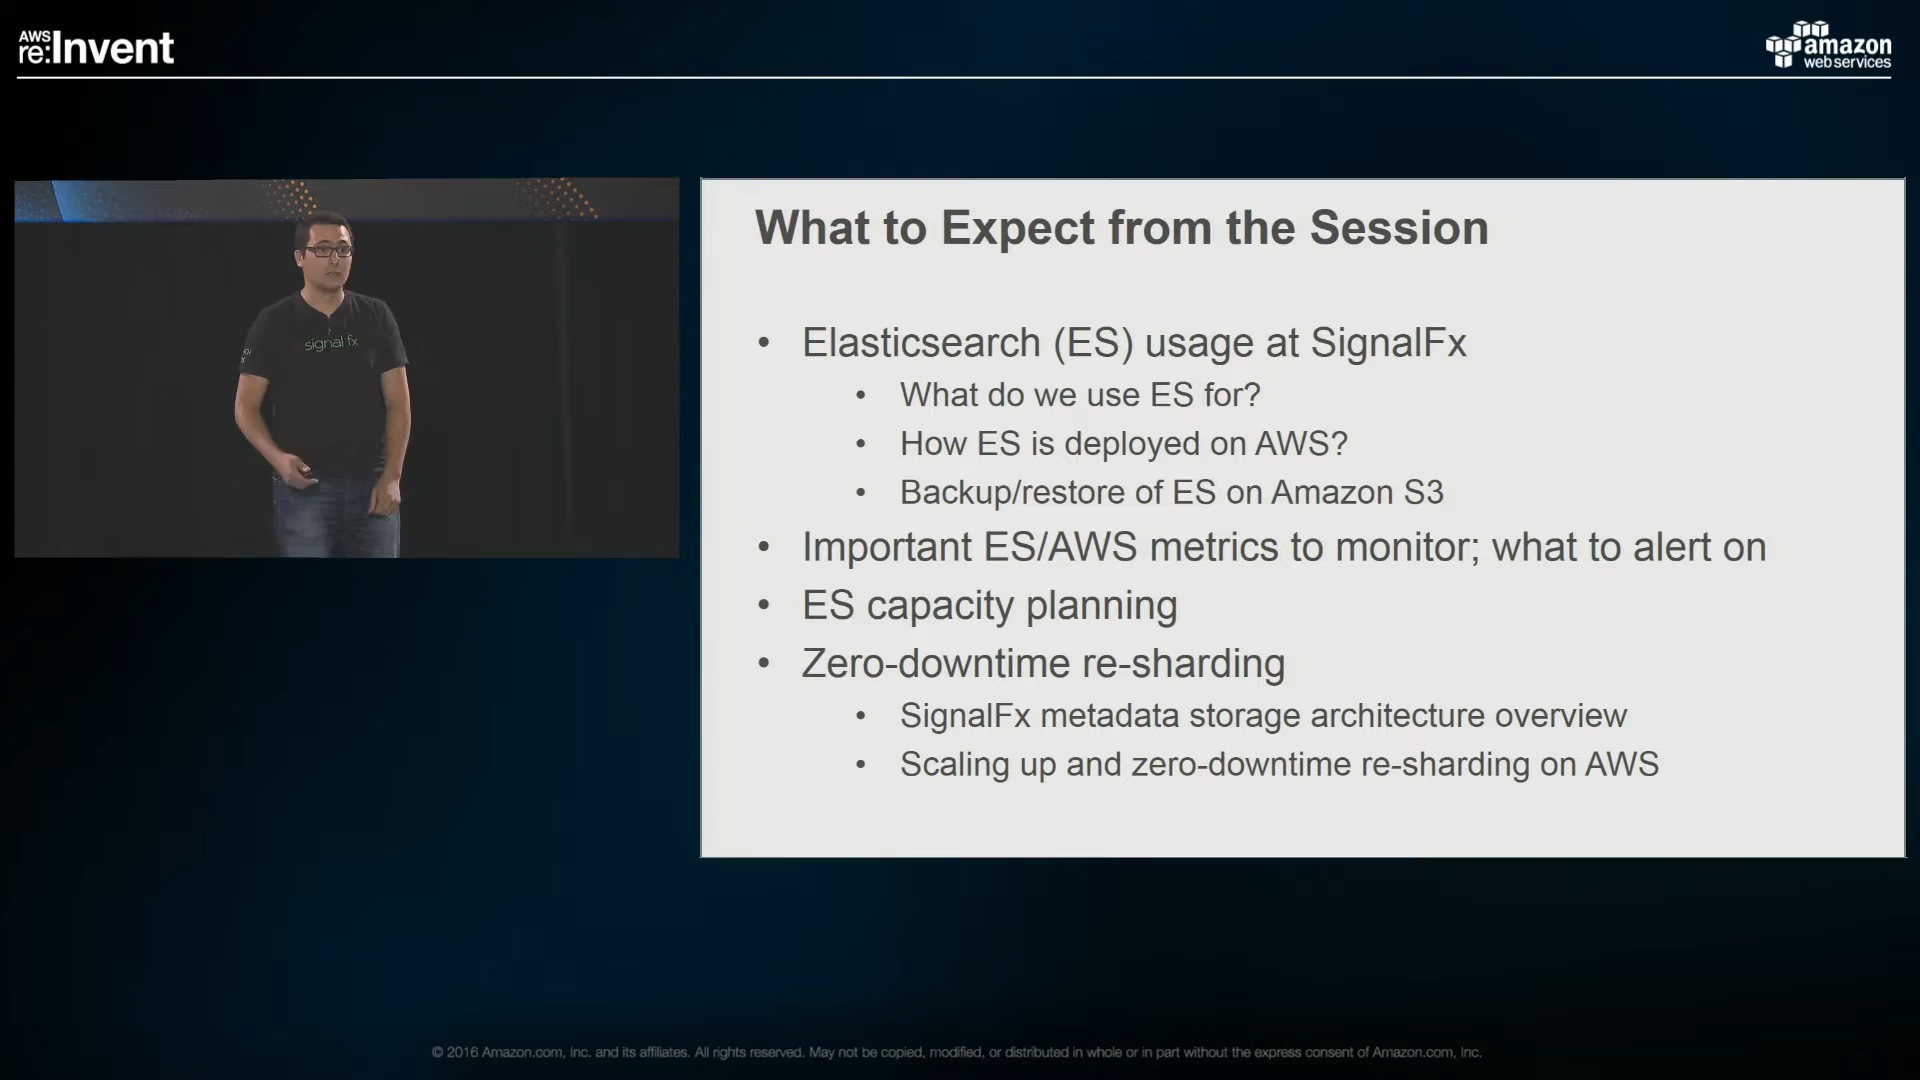 AWS
re:Invent
amazon
web services
signal fx
What to Expect from the Session
• Elasticsearch (ES) usage at SignalFx
• What do we use ES for?
• How ES is deployed on AWS?
• Backup/restore of ES on Amazon S3
• Important ES/AWS metrics to monitor; what to alert on
• ES capacity planning
• Zero-downtime re-sharding
• SignalFx metadata storage architecture overview
• Scaling up and zero-downtime re-sharding on AWS
© 2016 Amazon.com, Inc. and its affiliates. All rights reserved. May not be copied, modified, or distributed in whole or in part without the express consent of Amazon.com, Inc.